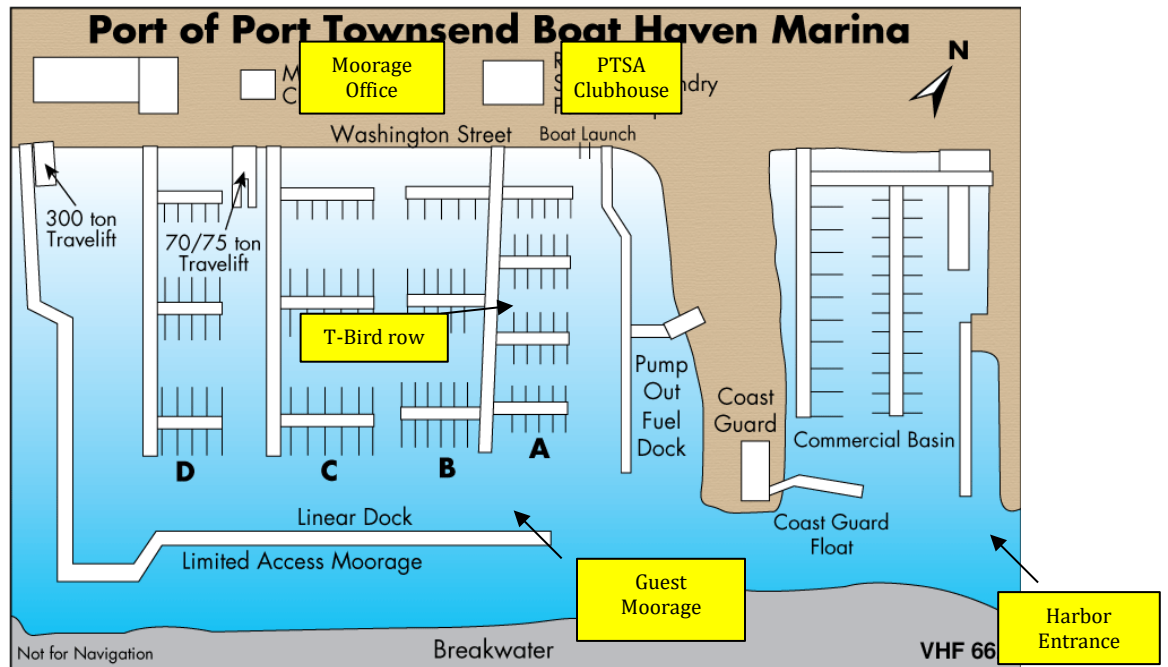 Port of Port Townsend Boat Haven Marina
N
Moorage
Office
PTSA
Clubhouse
ndry
Washington Street
Boat Launch
300 ton
Travelift
70/75 ton
Travelift
T-Bird row
Pump
Out
Fuel
Dock
Coast
Guard
Commercial Basin
D
C
B
A
Linear Dock
Limited Access Moorage
Coast Guard
Float
Guest
Moorage
Harbor
Entrance
Not for Navigation
Breakwater
VHF 66